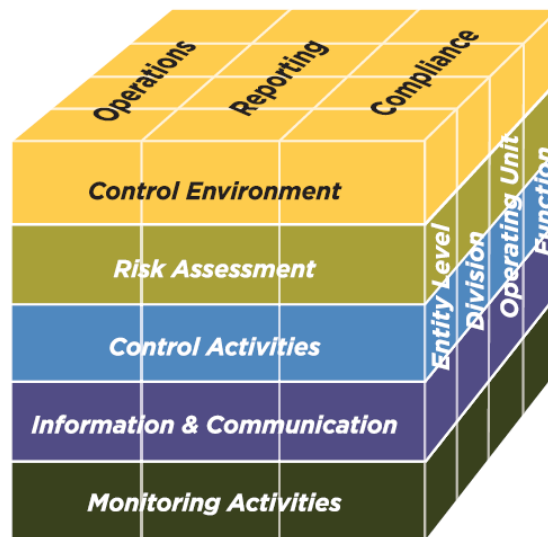 Operations
Reporting
Compliance
Control Environment
Risk Assessment
Control Activities
Information & Communication
Monitoring Activities
Entity Level
Division
Operating Unit
Function